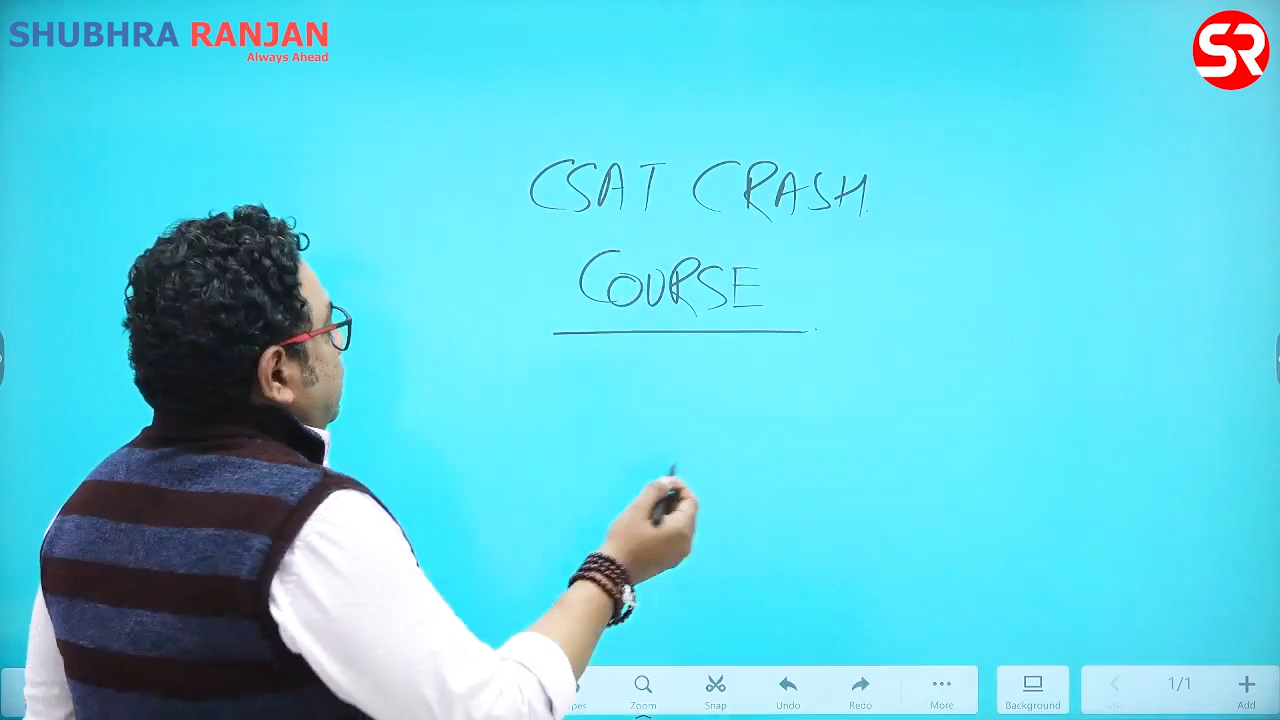 SHUBHRA RANJAN
Always Ahead
SR
CSAT CRASH
COURSE
Zoom
Snap
Undo
Redo
More
Background
1/1
Add